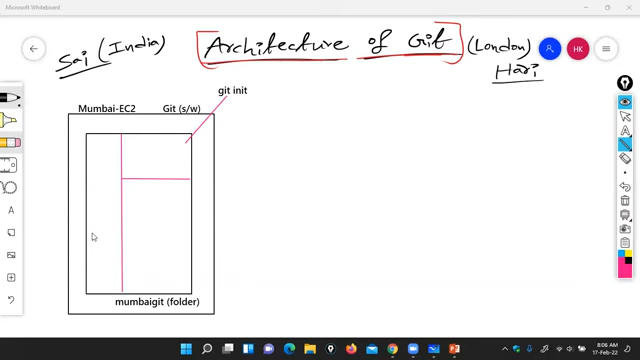 Microsoft Whiteboard
Sai (India)
Architecture of Git
(London)
Hari
HK
git init
Mumbai-EC2
Git (s/w)
mumbaigit (folder)
8:06 AM
17-Feb-22